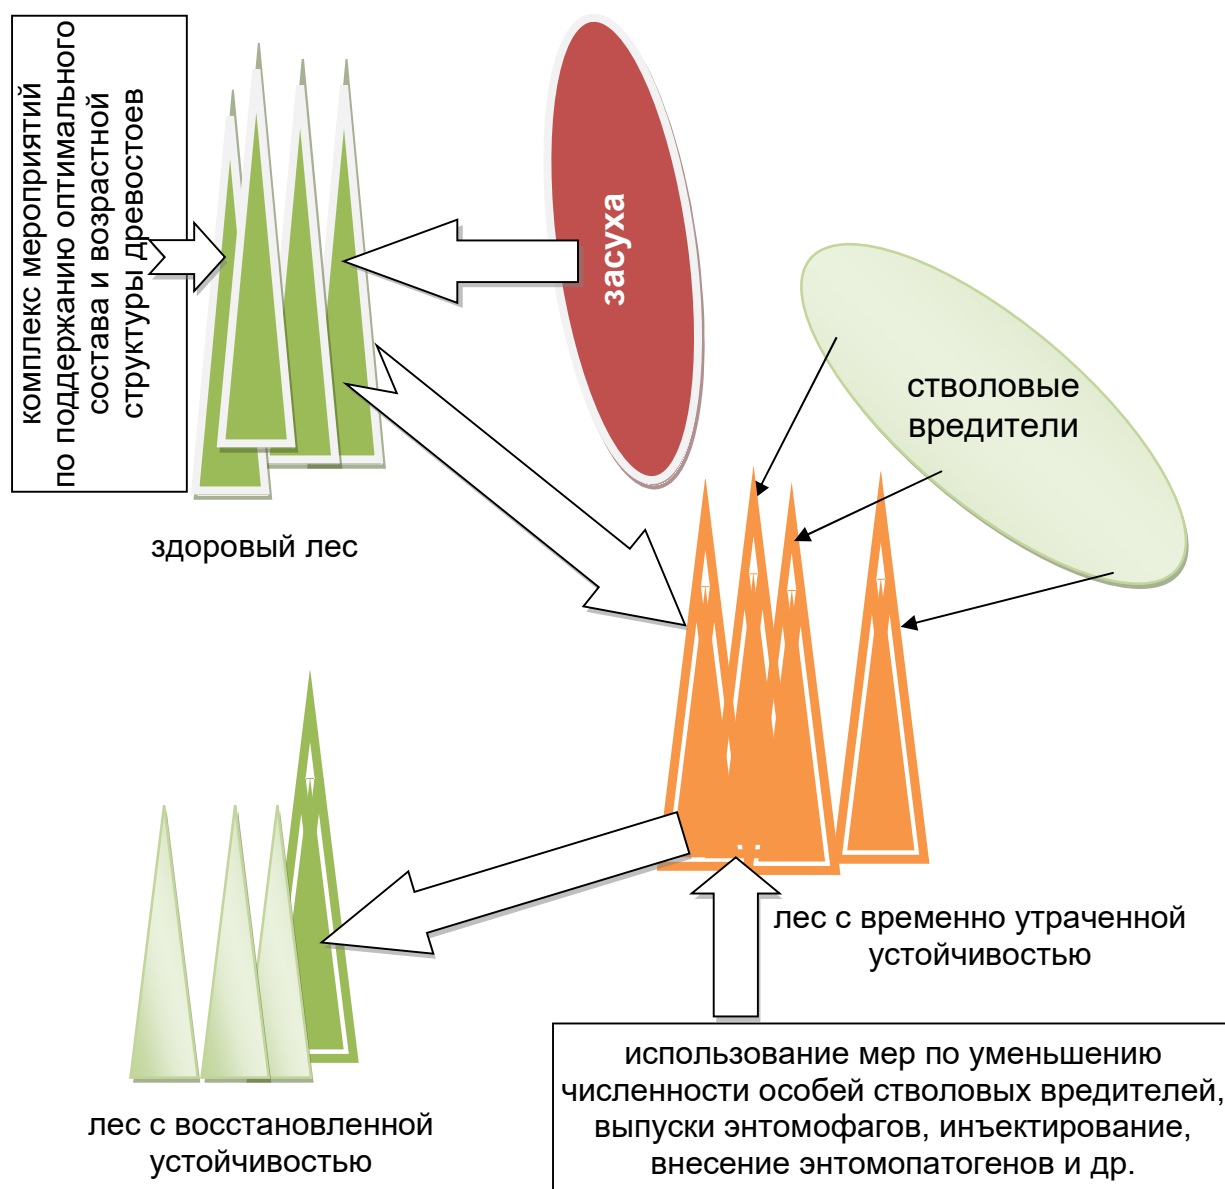 комплекс мероприятий
по поддержанию оптимального
состава и возрастной
структуры древостоев
засуха
стволовые
вредители
здоровый лес
лес с временно утраченной
устойчивостью
использование мер по уменьшению
численности особей стволовых вредителей,
выпуски энтомофагов, инъектирование,
внесение энтомопатогенов и др.
лес с восстановленной
устойчивостью